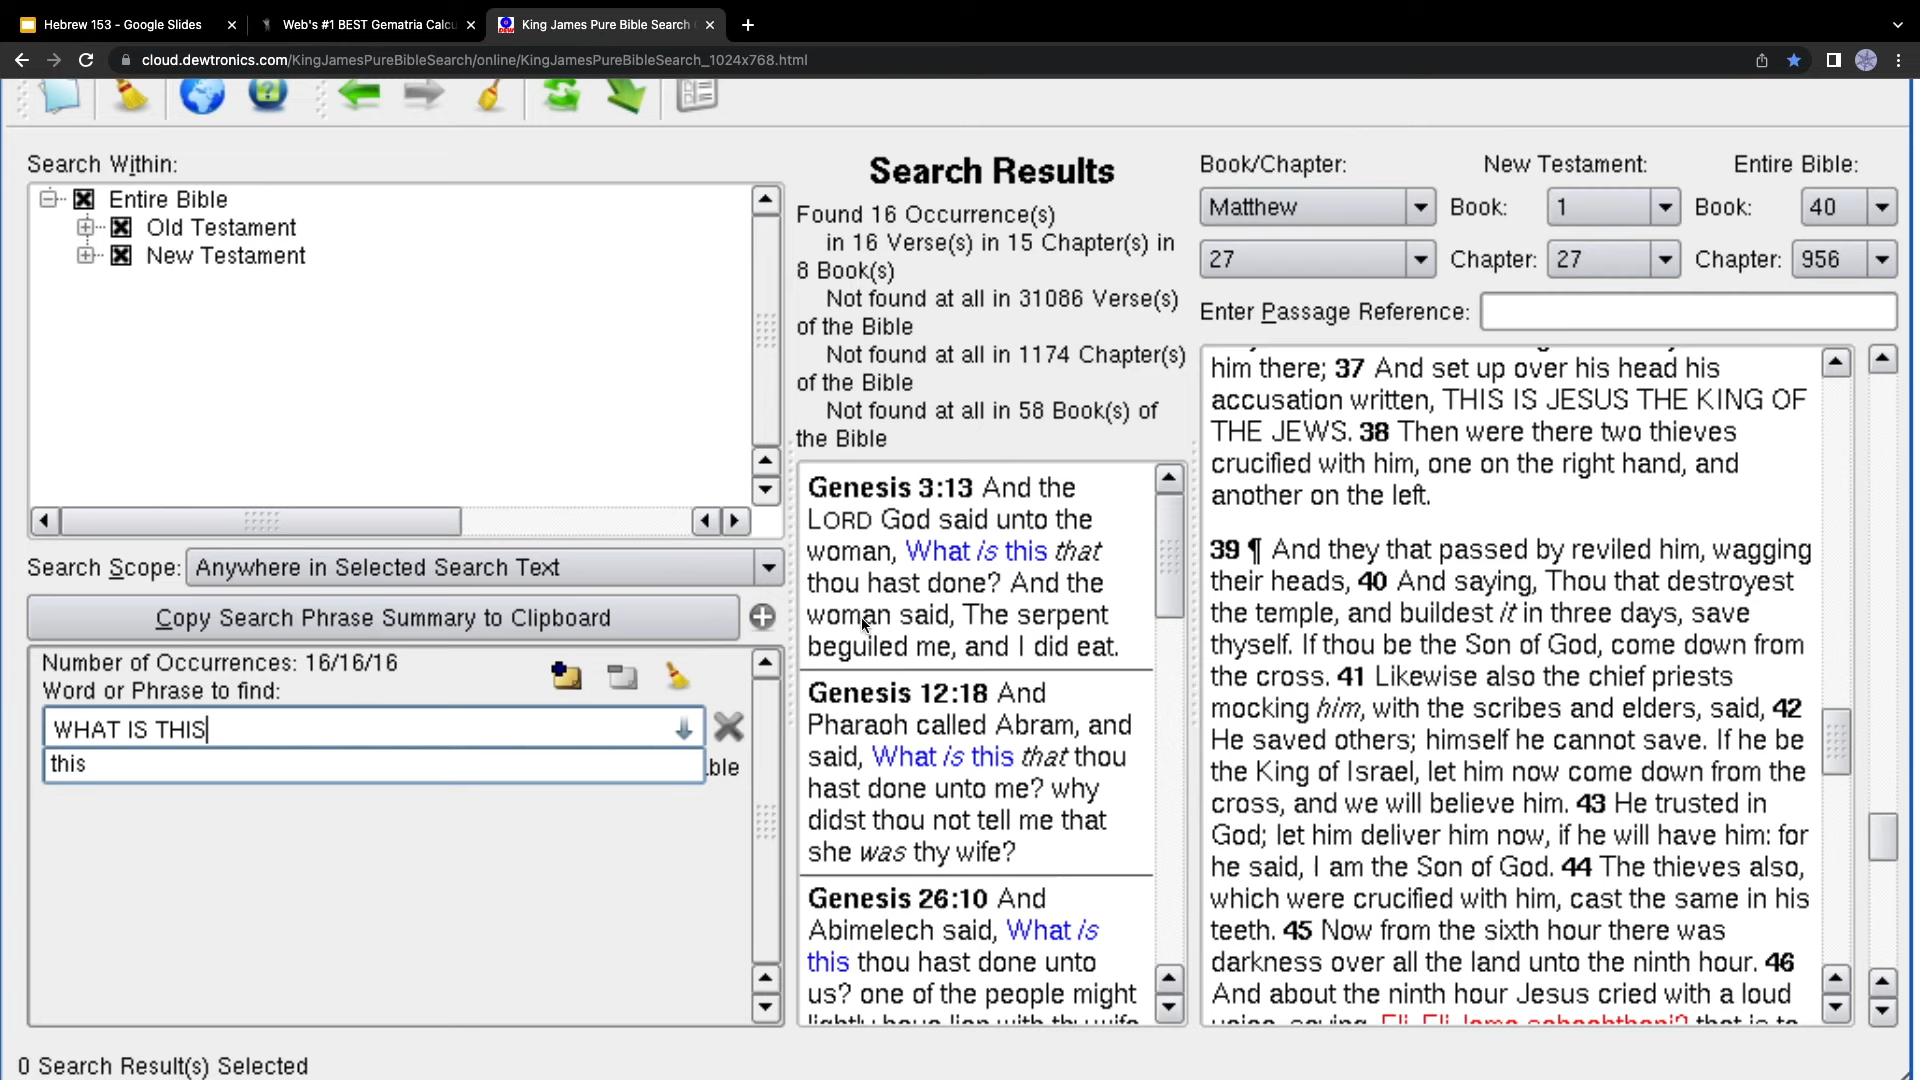 Hebrew 153 - Google Slides
Web's #1 BEST Gematria Calcu
King James Pure Bible Search
cloud.dewtronics.com/KingJamesPureBibleSearch/online/KingJamesPureBibleSearch_1024x768.html
Search Within:
Entire Bible
Old Testament
New Testament
Search Scope: Anywhere in Selected Search Text
Copy Search Phrase Summary to Clipboard
Number of Occurrences: 16/16/16
Word or Phrase to find:
WHAT IS THIS
this
ble
Search Results
Found 16 Occurrence(s)
in 16 Verse(s) in 15 Chapter(s) in
8 Book(s)
Not found at all in 31086 Verse(s)
of the Bible
Not found at all in 1174 Chapter(s)
of the Bible
Not found at all in 58 Book(s) of
the Bible
Genesis 3:13 And the
LORD God said unto the
woman, What is this that
thou hast done? And the
woman said, The serpent
beguiled me, and I did eat.
Genesis 12:18 And
Pharaoh called Abram, and
said, What is this that thou
hast done unto me? why
didst thou not tell me that
she was thy wife?
Genesis 26:10 And
Abimelech said, What is
this thou hast done unto
us? one of the people might
lightly have lien with thy wife
Book/Chapter: New Testament: Entire Bible:
Matthew Book: 1 Book: 40
27 Chapter: 27 Chapter: 956
Enter Passage Reference:
him there; 37 And set up over his head his
accusation written, THIS IS JESUS THE KING OF
THE JEWS. 38 Then were there two thieves
crucified with him, one on the right hand, and
another on the left.
39 ¶ And they that passed by reviled him, wagging
their heads, 40 And saying, Thou that destroyest
the temple, and buildest it in three days, save
thyself. If thou be the Son of God, come down from
the cross. 41 Likewise also the chief priests
mocking him, with the scribes and elders, said, 42
He saved others; himself he cannot save. If he be
the King of Israel, let him now come down from the
cross, and we will believe him. 43 He trusted in
God; let him deliver him now, if he will have him: for
he said, I am the Son of God. 44 The thieves also,
which were crucified with him, cast the same in his
teeth. 45 Now from the sixth hour there was
darkness over all the land unto the ninth hour. 46
And about the ninth hour Jesus cried with a loud
voice, saying, Eli, Eli, lama sabachthani? that is to
0 Search Result(s) Selected